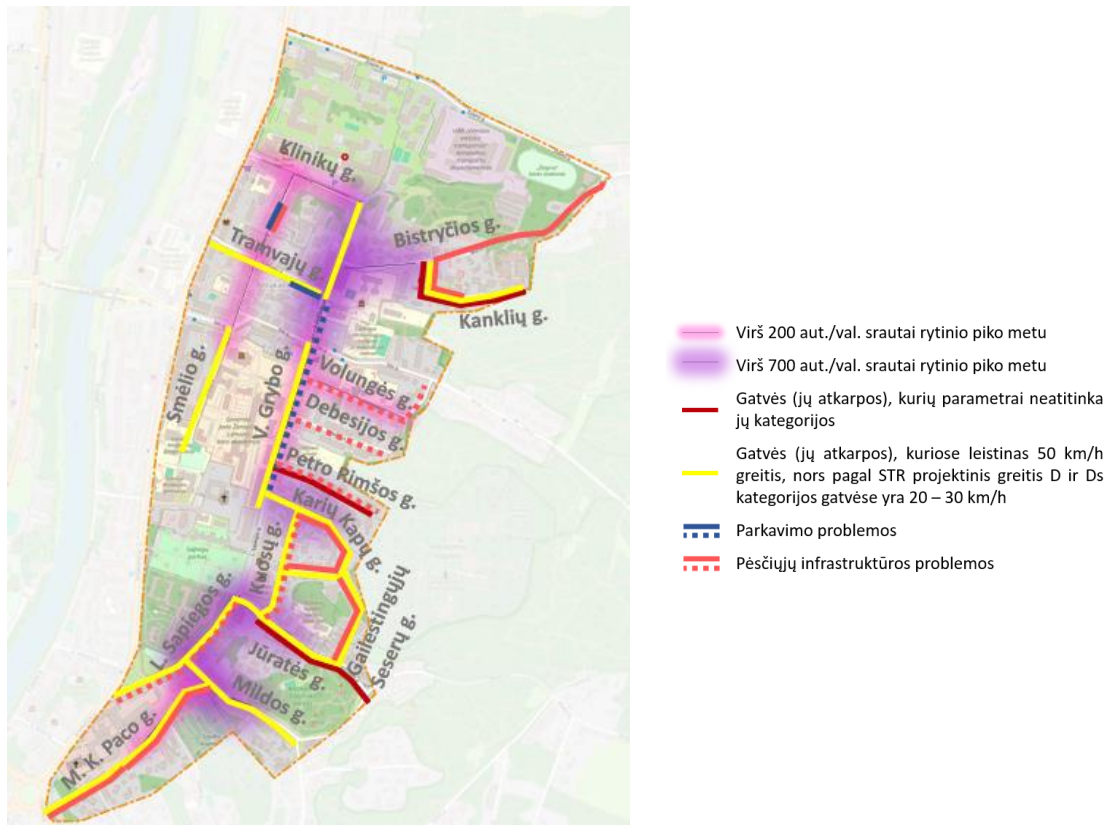 Klinikų g.
Bistryčios g.
Tramvajų g.
Kanklių g.
Smėlio g.
V. Grybo g.
Volungės g.
Debesijos g.
Petro Rimšos g.
Karių Kapų g.
Kuosų g.
L. Sapiegos g.
Gailestingųjų
Seserų g.
Jūratės g.
Mildos g.
M. K. Paco g.
Virš 200 aut./val. srautai rytinio piko metu
Virš 700 aut./val. srautai rytinio piko metu
Gatvės (jų atkarpos), kurių parametrai neatitinka
jų kategorijos
Gatvės (jų atkarpos), kuriose leistinas 50 km/h
greitis, nors pagal STR projektinis greitis D ir Ds
kategorijos gatvėse yra 20 – 30 km/h
Parkavimo problemos
Pėsčiųjų infrastruktūros problemos